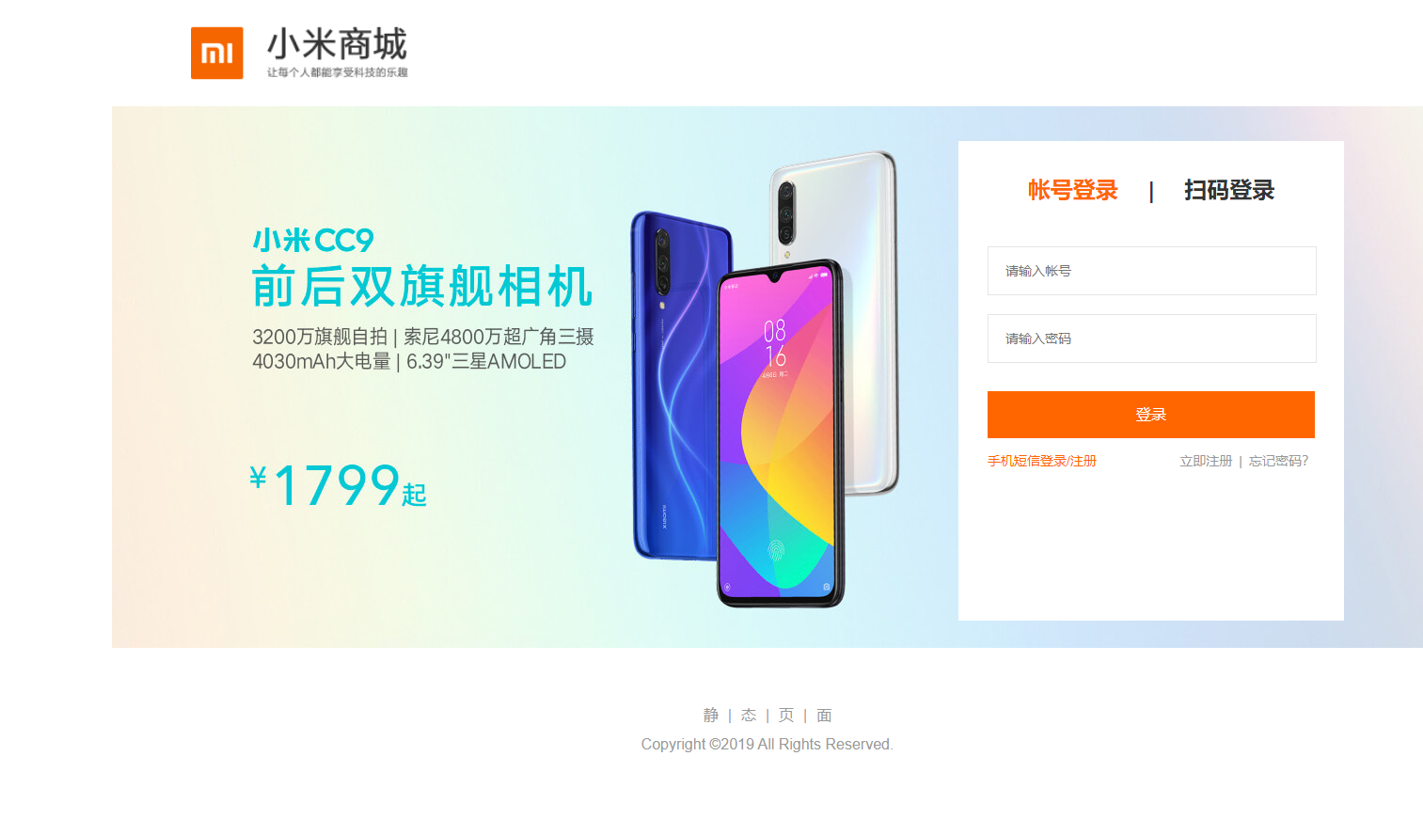 小米商城
让每个人都能享受科技的乐趣
帐号登录 | 扫码登录
小米CC9
前后双旗舰相机
3200万旗舰自拍 | 索尼4800万超广角三摄
4030mAh大电量 | 6.39"三星AMOLED
¥1799起
08
16
XIAOMI
请输入帐号
请输入密码
登录
手机短信登录/注册
立即注册 | 忘记密码?
静 | 态 | 页 | 面
Copyright ©2019 All Rights Reserved.